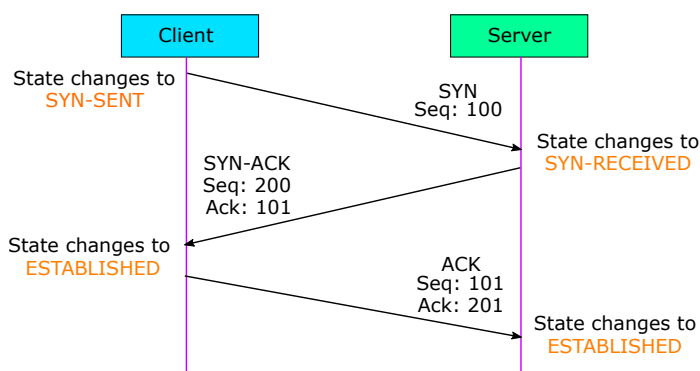 Client
Server
State changes to
SYN-SENT
SYN
Seq: 100
State changes to
SYN-RECEIVED
SYN-ACK
Seq: 200
Ack: 101
State changes to
ESTABLISHED
ACK
Seq: 101
Ack: 201
State changes to
ESTABLISHED